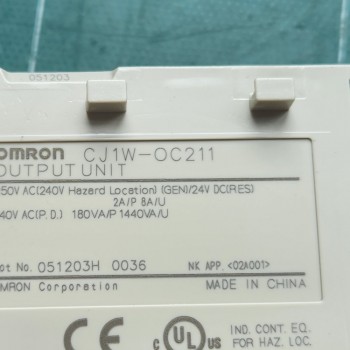 051203
OMRON CJ1W-OC211
OUTPUT UNIT
50V AC(240V Hazard Location) (GEN)/24V DC(RES)
2A/P 8A/U
40V AC(P.D.) 180VA/P 1440VA/U
ot No. 051203H 0036 NK APP. <02A001>
MRON Corporation MADE IN CHINA
CE c UL us IND. CONT. EQ.
FOR HAZ. LOC.